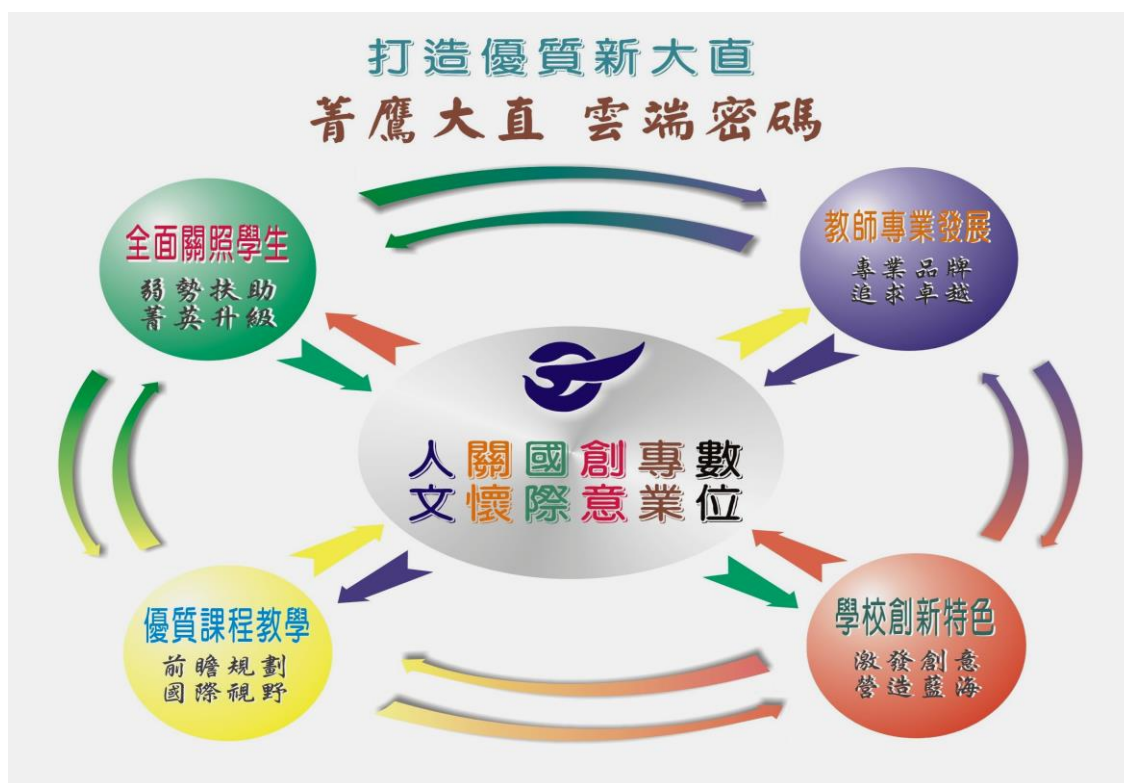 打造優質新大直
菁鷹大直 雲端密碼
全面關照學生
弱勢扶助
菁英升級
教師專業發展
專業品牌
追求卓越
人關國創專數
文懷際意業位
優質課程教學
前瞻規劃
國際視野
學校創新特色
激發創意
營造藍海